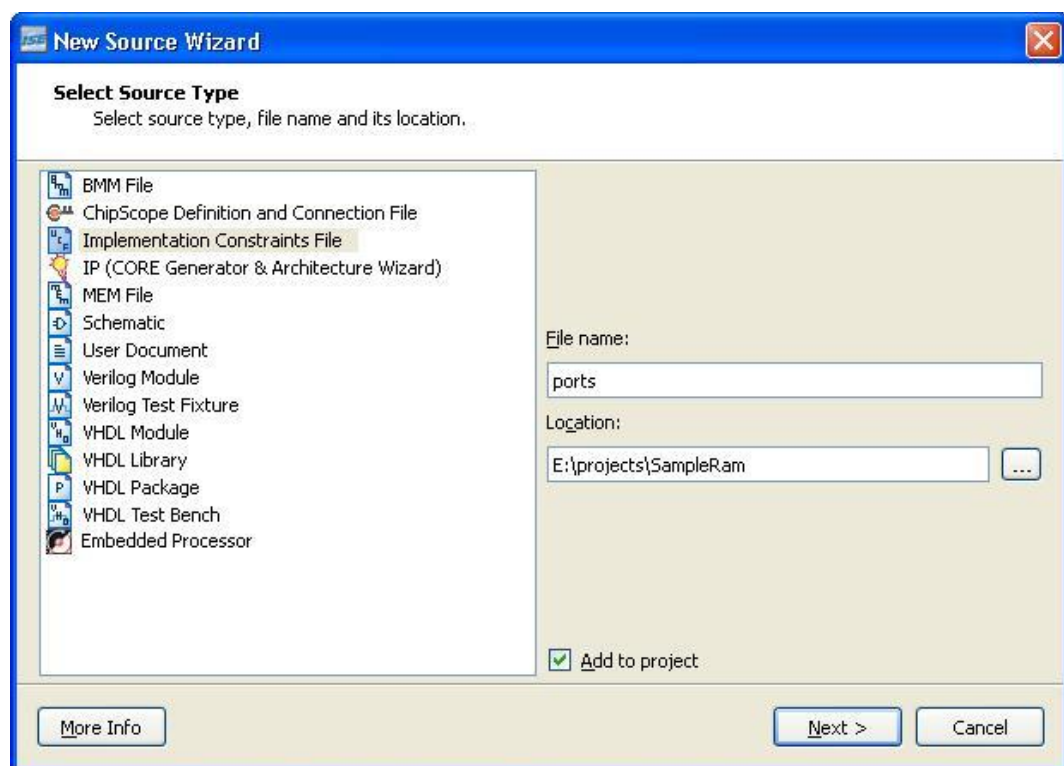 ISE New Source Wizard
Select Source Type
Select source type, file name and its location.
BMM File
ChipScope Definition and Connection File
Implementation Constraints File
IP (CORE Generator & Architecture Wizard)
MEM File
Schematic
User Document
Verilog Module
Verilog Test Fixture
VHDL Module
VHDL Library
VHDL Package
VHDL Test Bench
Embedded Processor
File name:
ports
Location:
E:\projects\SampleRam
...
Add to project
More Info
Next >
Cancel